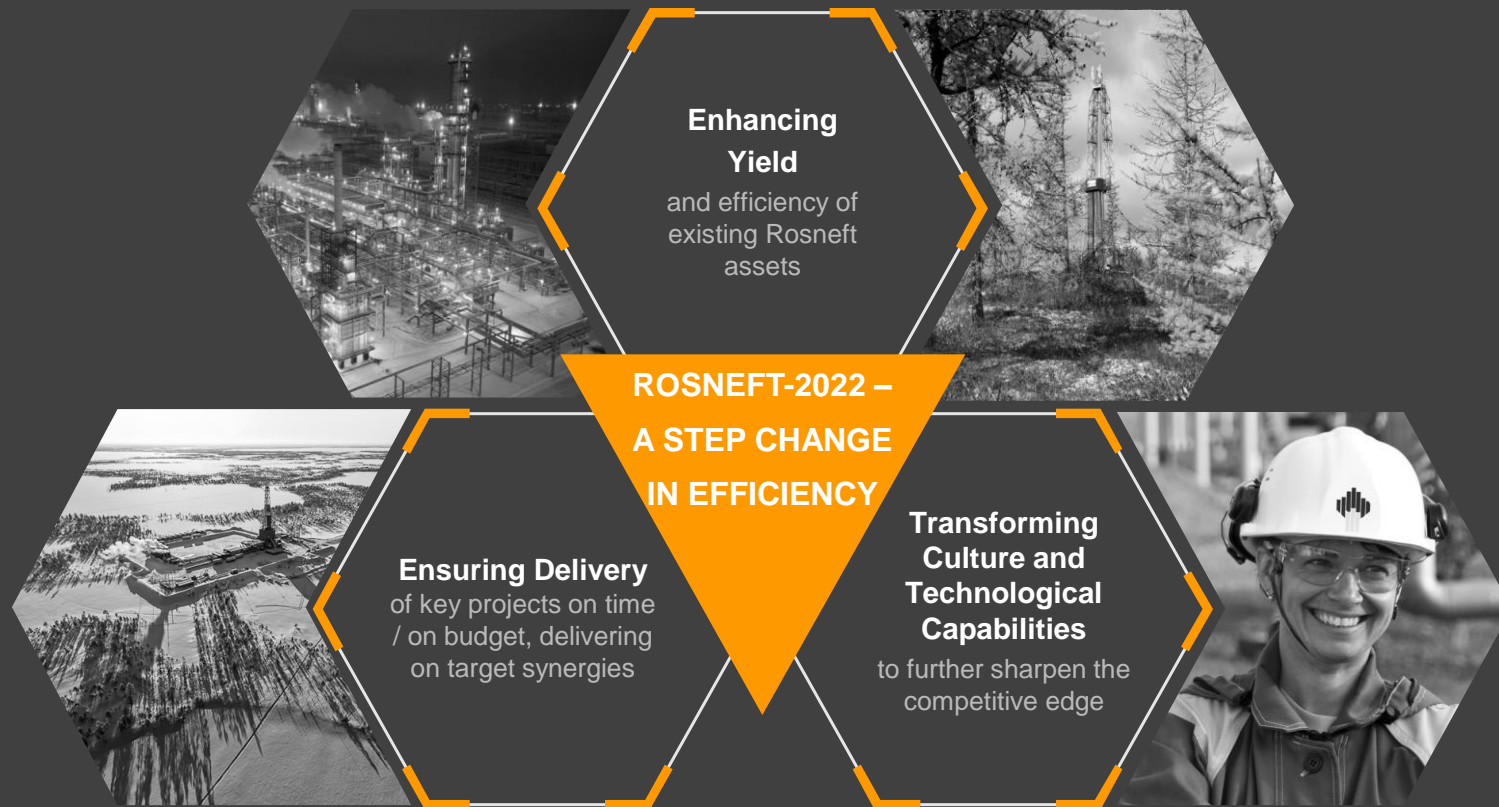 Enhancing
Yield
and efficiency of
existing Rosneft
assets
ROSNEFT-2022 –
A STEP CHANGE
IN EFFICIENCY
Ensuring Delivery
of key projects on time
/ on budget, delivering
on target synergies
Transforming
Culture and
Technological
Capabilities
to further sharpen the
competitive edge